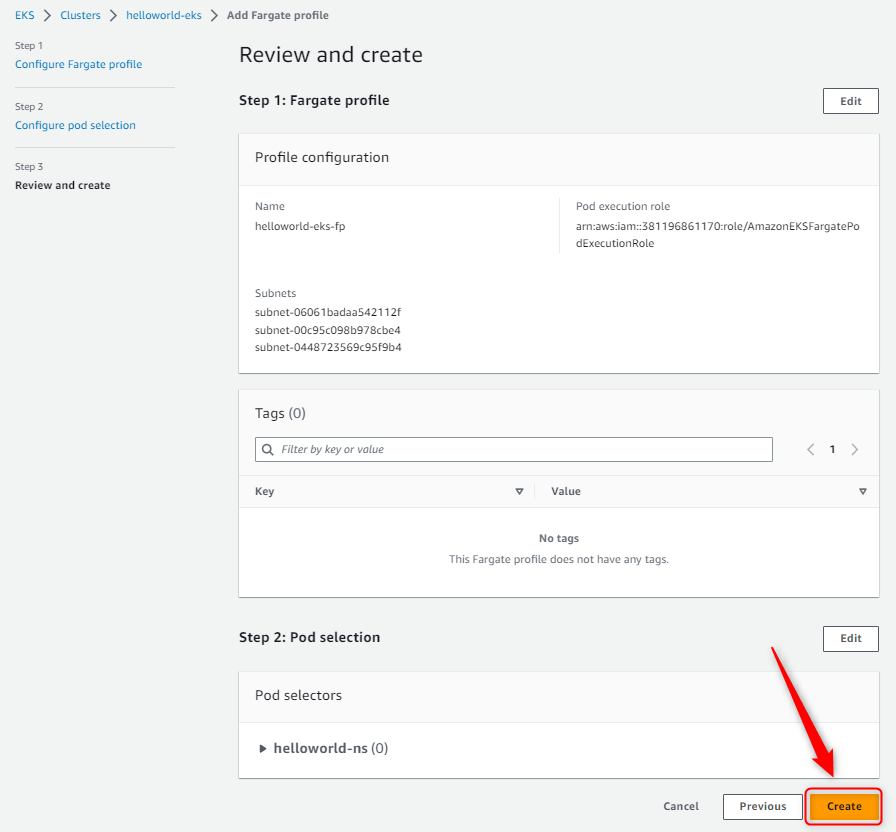 EKS > Clusters > helloworld-eks > Add Fargate profile
Step 1
Configure Fargate profile
Step 2
Configure pod selection
Step 3
Review and create
Review and create
Step 1: Fargate profile
Edit
Profile configuration
Name
helloworld-eks-fp
Pod execution role
arn:aws:iam::381196861170:role/AmazonEKSFargatePo
dExecutionRole
Subnets
subnet-06061badaa542112f
subnet-00c95c098b978cbe4
subnet-0448723569c95f9b4
Tags (0)
Filter by key or value
1
Key
Value
No tags
This Fargate profile does not have any tags.
Step 2: Pod selection
Edit
Pod selectors
helloworld-ns (0)
Cancel
Previous
Create